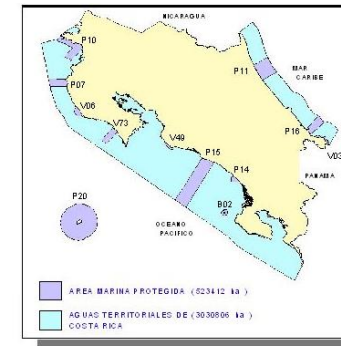 NICARAGUA
P10
P11
MAR
CARIBE
P07
V06
V73
P16
V49
V03
P15
PANAMA
P14
P20
B02
OCEANO
PACIFICO
AREA MARINA PROTEGIDA (523412 ha)
AGUAS TERRITORIALES DE (3030806 ha)
COSTA RICA